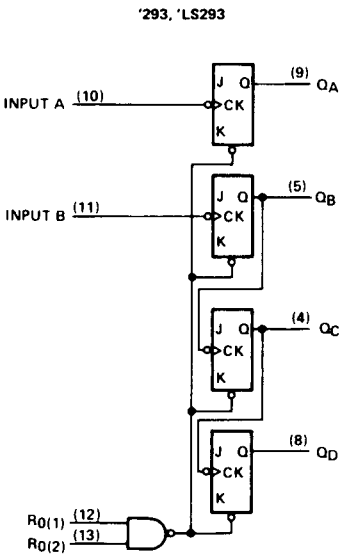 '293, 'LS293
J Q (9) QA
INPUT A (10) CK
K
J Q (5) QB
INPUT B (11) CK
K
J Q (4) QC
CK
K
J Q (8) QD
CK
K
R0(1) (12)
R0(2) (13)